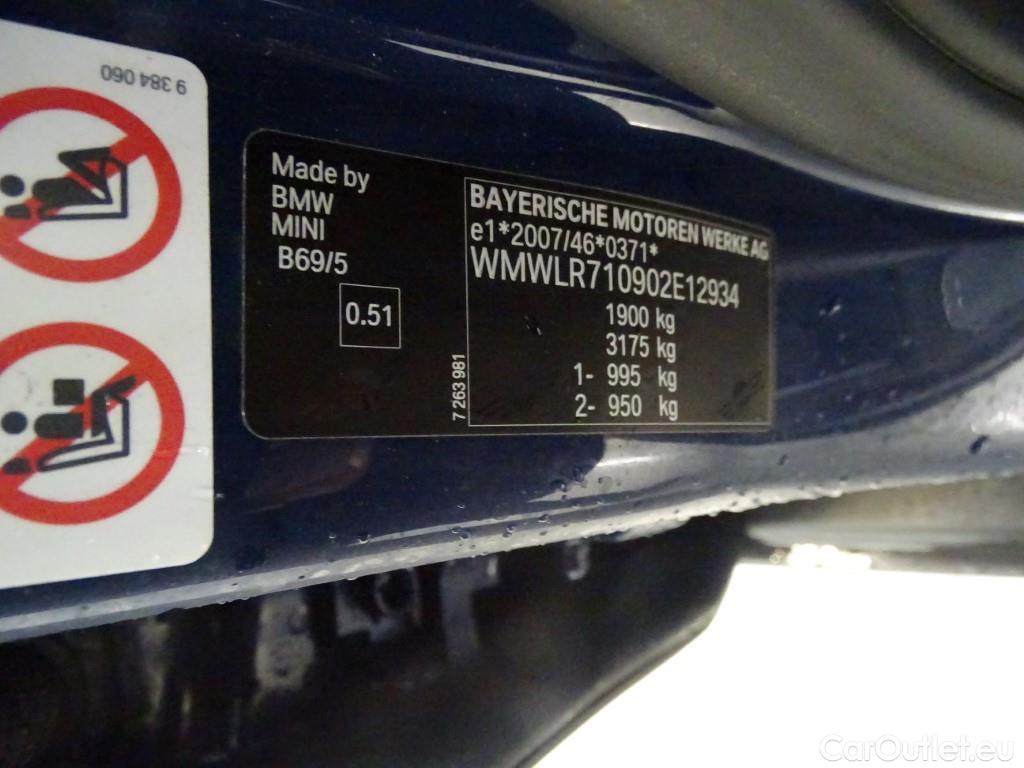 9 384 060
Made by
BMW
MINI
B69/5
0.51
7 263 981
BAYERISCHE MOTOREN WERKE AG
e1*2007/46*0371*
WMWLR710902E12934
1900 kg
3175 kg
1- 995 kg
2- 950 kg
CarOutlet.eu